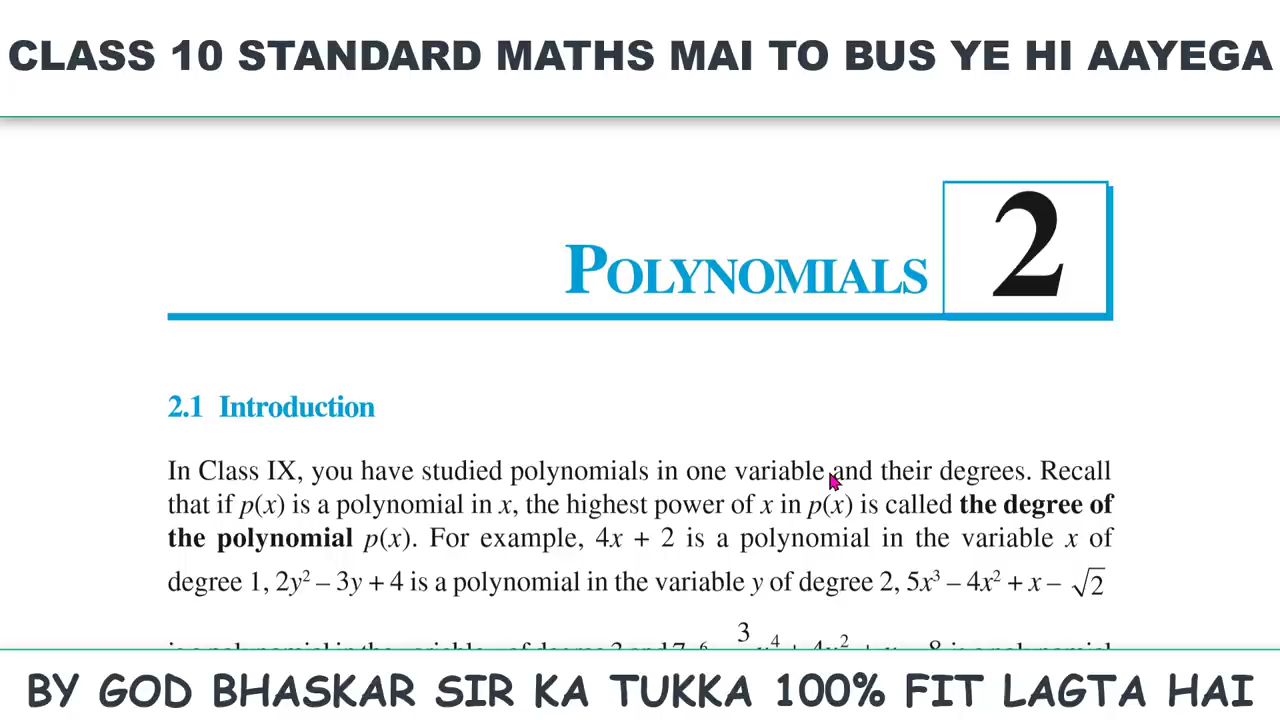 CLASS 10 STANDARD MATHS MAI TO BUS YE HI AAYEGA
POLYNOMIALS 2
2.1 Introduction
In Class IX, you have studied polynomials in one variable and their degrees. Recall
that if p(x) is a polynomial in x, the highest power of x in p(x) is called the degree of
the polynomial p(x). For example, 4x + 2 is a polynomial in the variable x of
degree 1, 2y² – 3y + 4 is a polynomial in the variable y of degree 2, 5x³ – 4x² + x – √2
BY GOD BHASKAR SIR KA TUKKA 100% FIT LAGTA HAI